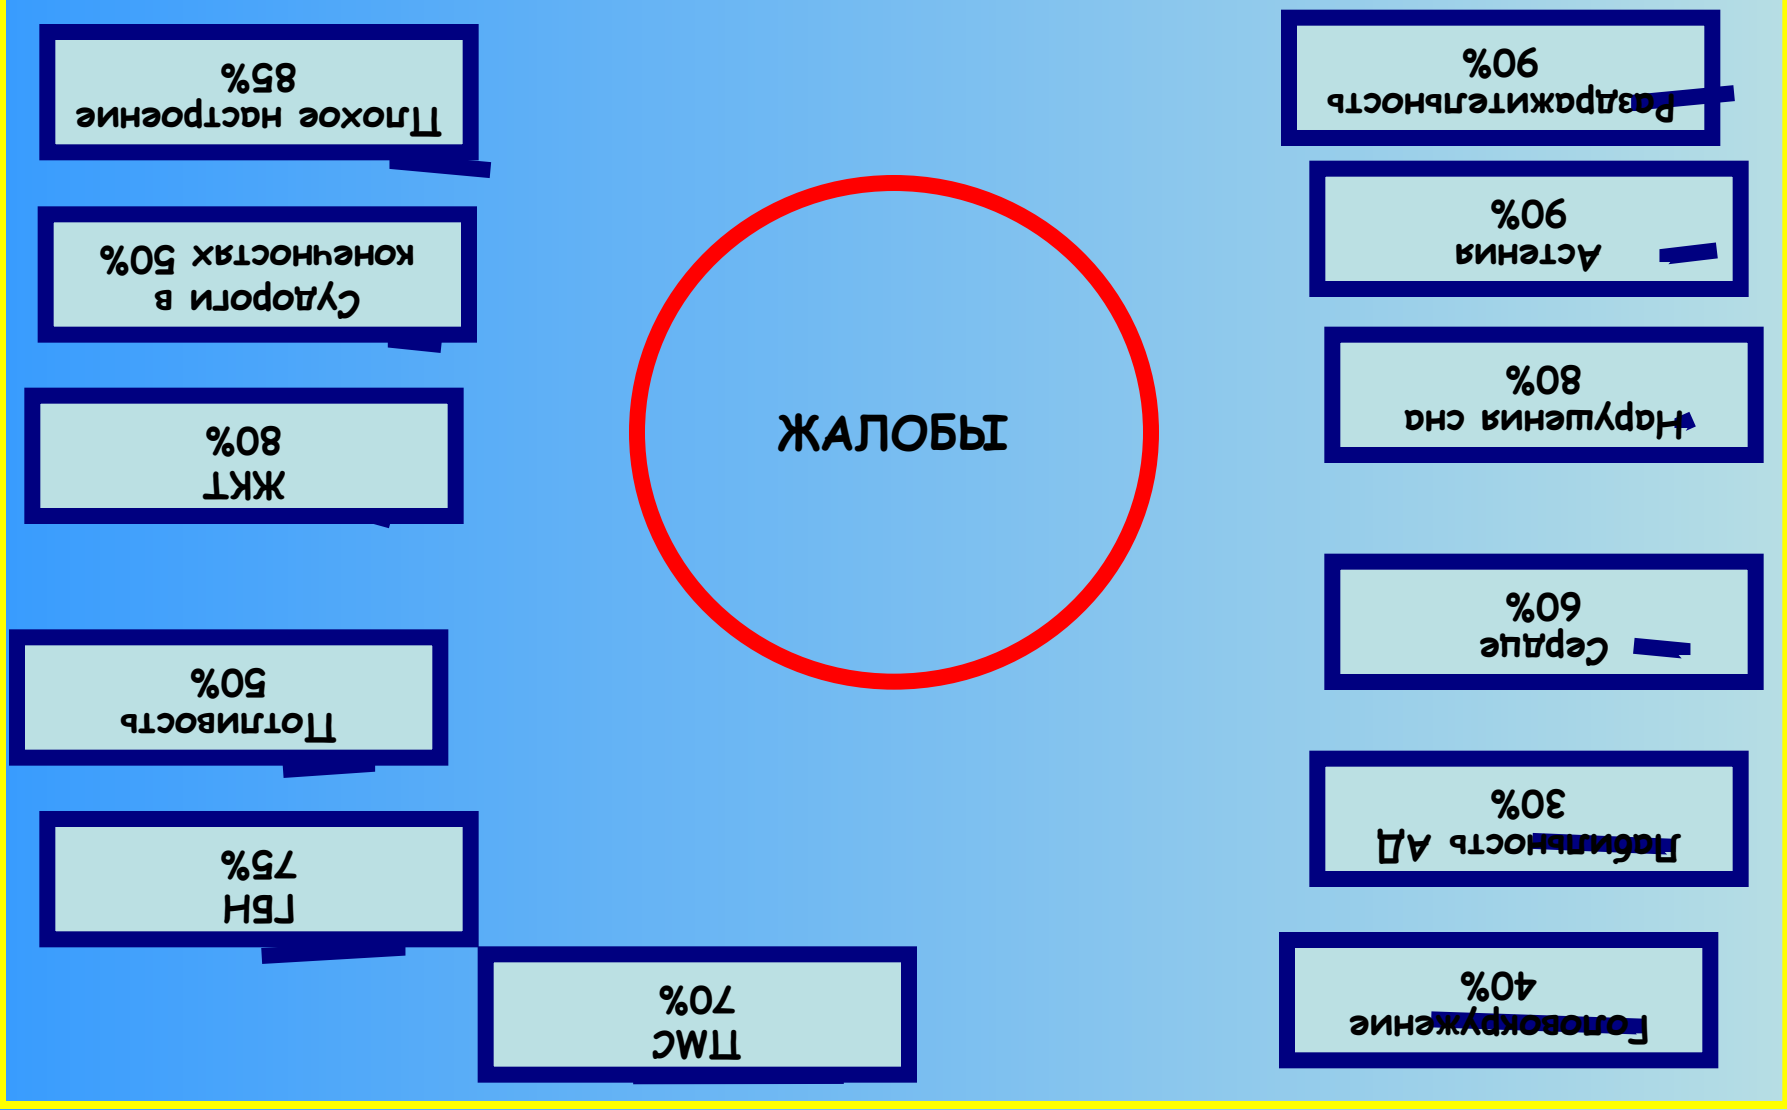 Плохое настроение
85%
Судороги в
конечностях 50%
ЖКТ
80%
Потливость
50%
ГБН
75%
ПМС
70%
ЖАЛОБЫ
Раздражительность
90%
Астения
90%
Нарушения сна
80%
Сердце
60%
Лабильность АД
30%
Головокружение
40%